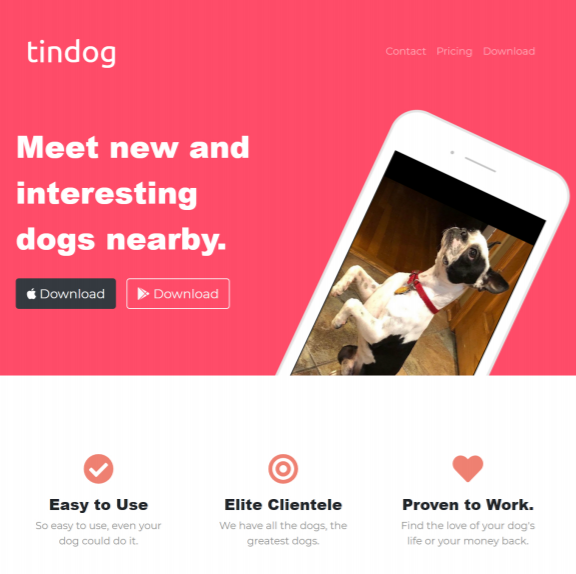 tindog
Contact Pricing Download
Meet new and
interesting
dogs nearby.
Download Download
Easy to Use Elite Clientele Proven to Work.
So easy to use, even your We have all the dogs, the Find the love of your dog's
dog could do it. greatest dogs. life or your money back.